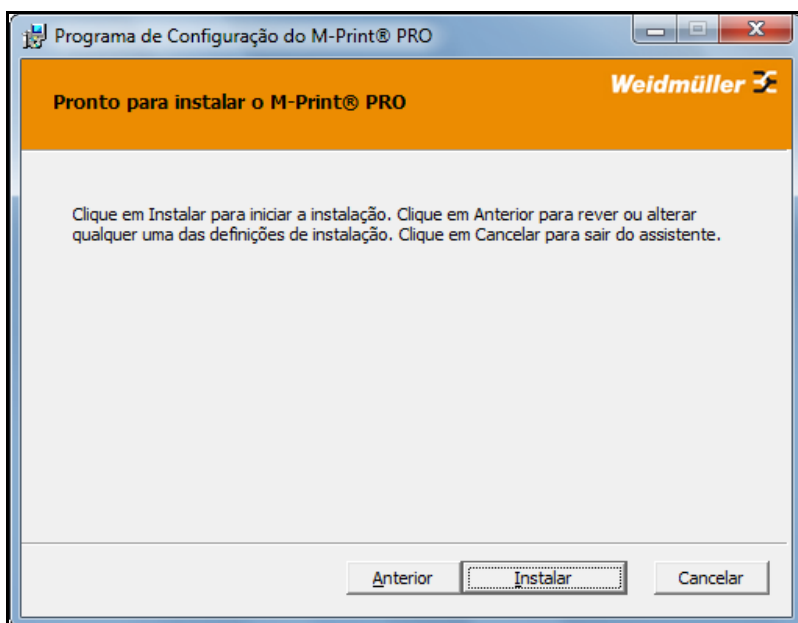 Programa de Configuração do M-Print® PRO
Weidmüller
Pronto para instalar o M-Print® PRO
Clique em Instalar para iniciar a instalação. Clique em Anterior para rever ou alterar
qualquer uma das definições de instalação. Clique em Cancelar para sair do assistente.
Anterior
Instalar
Cancelar